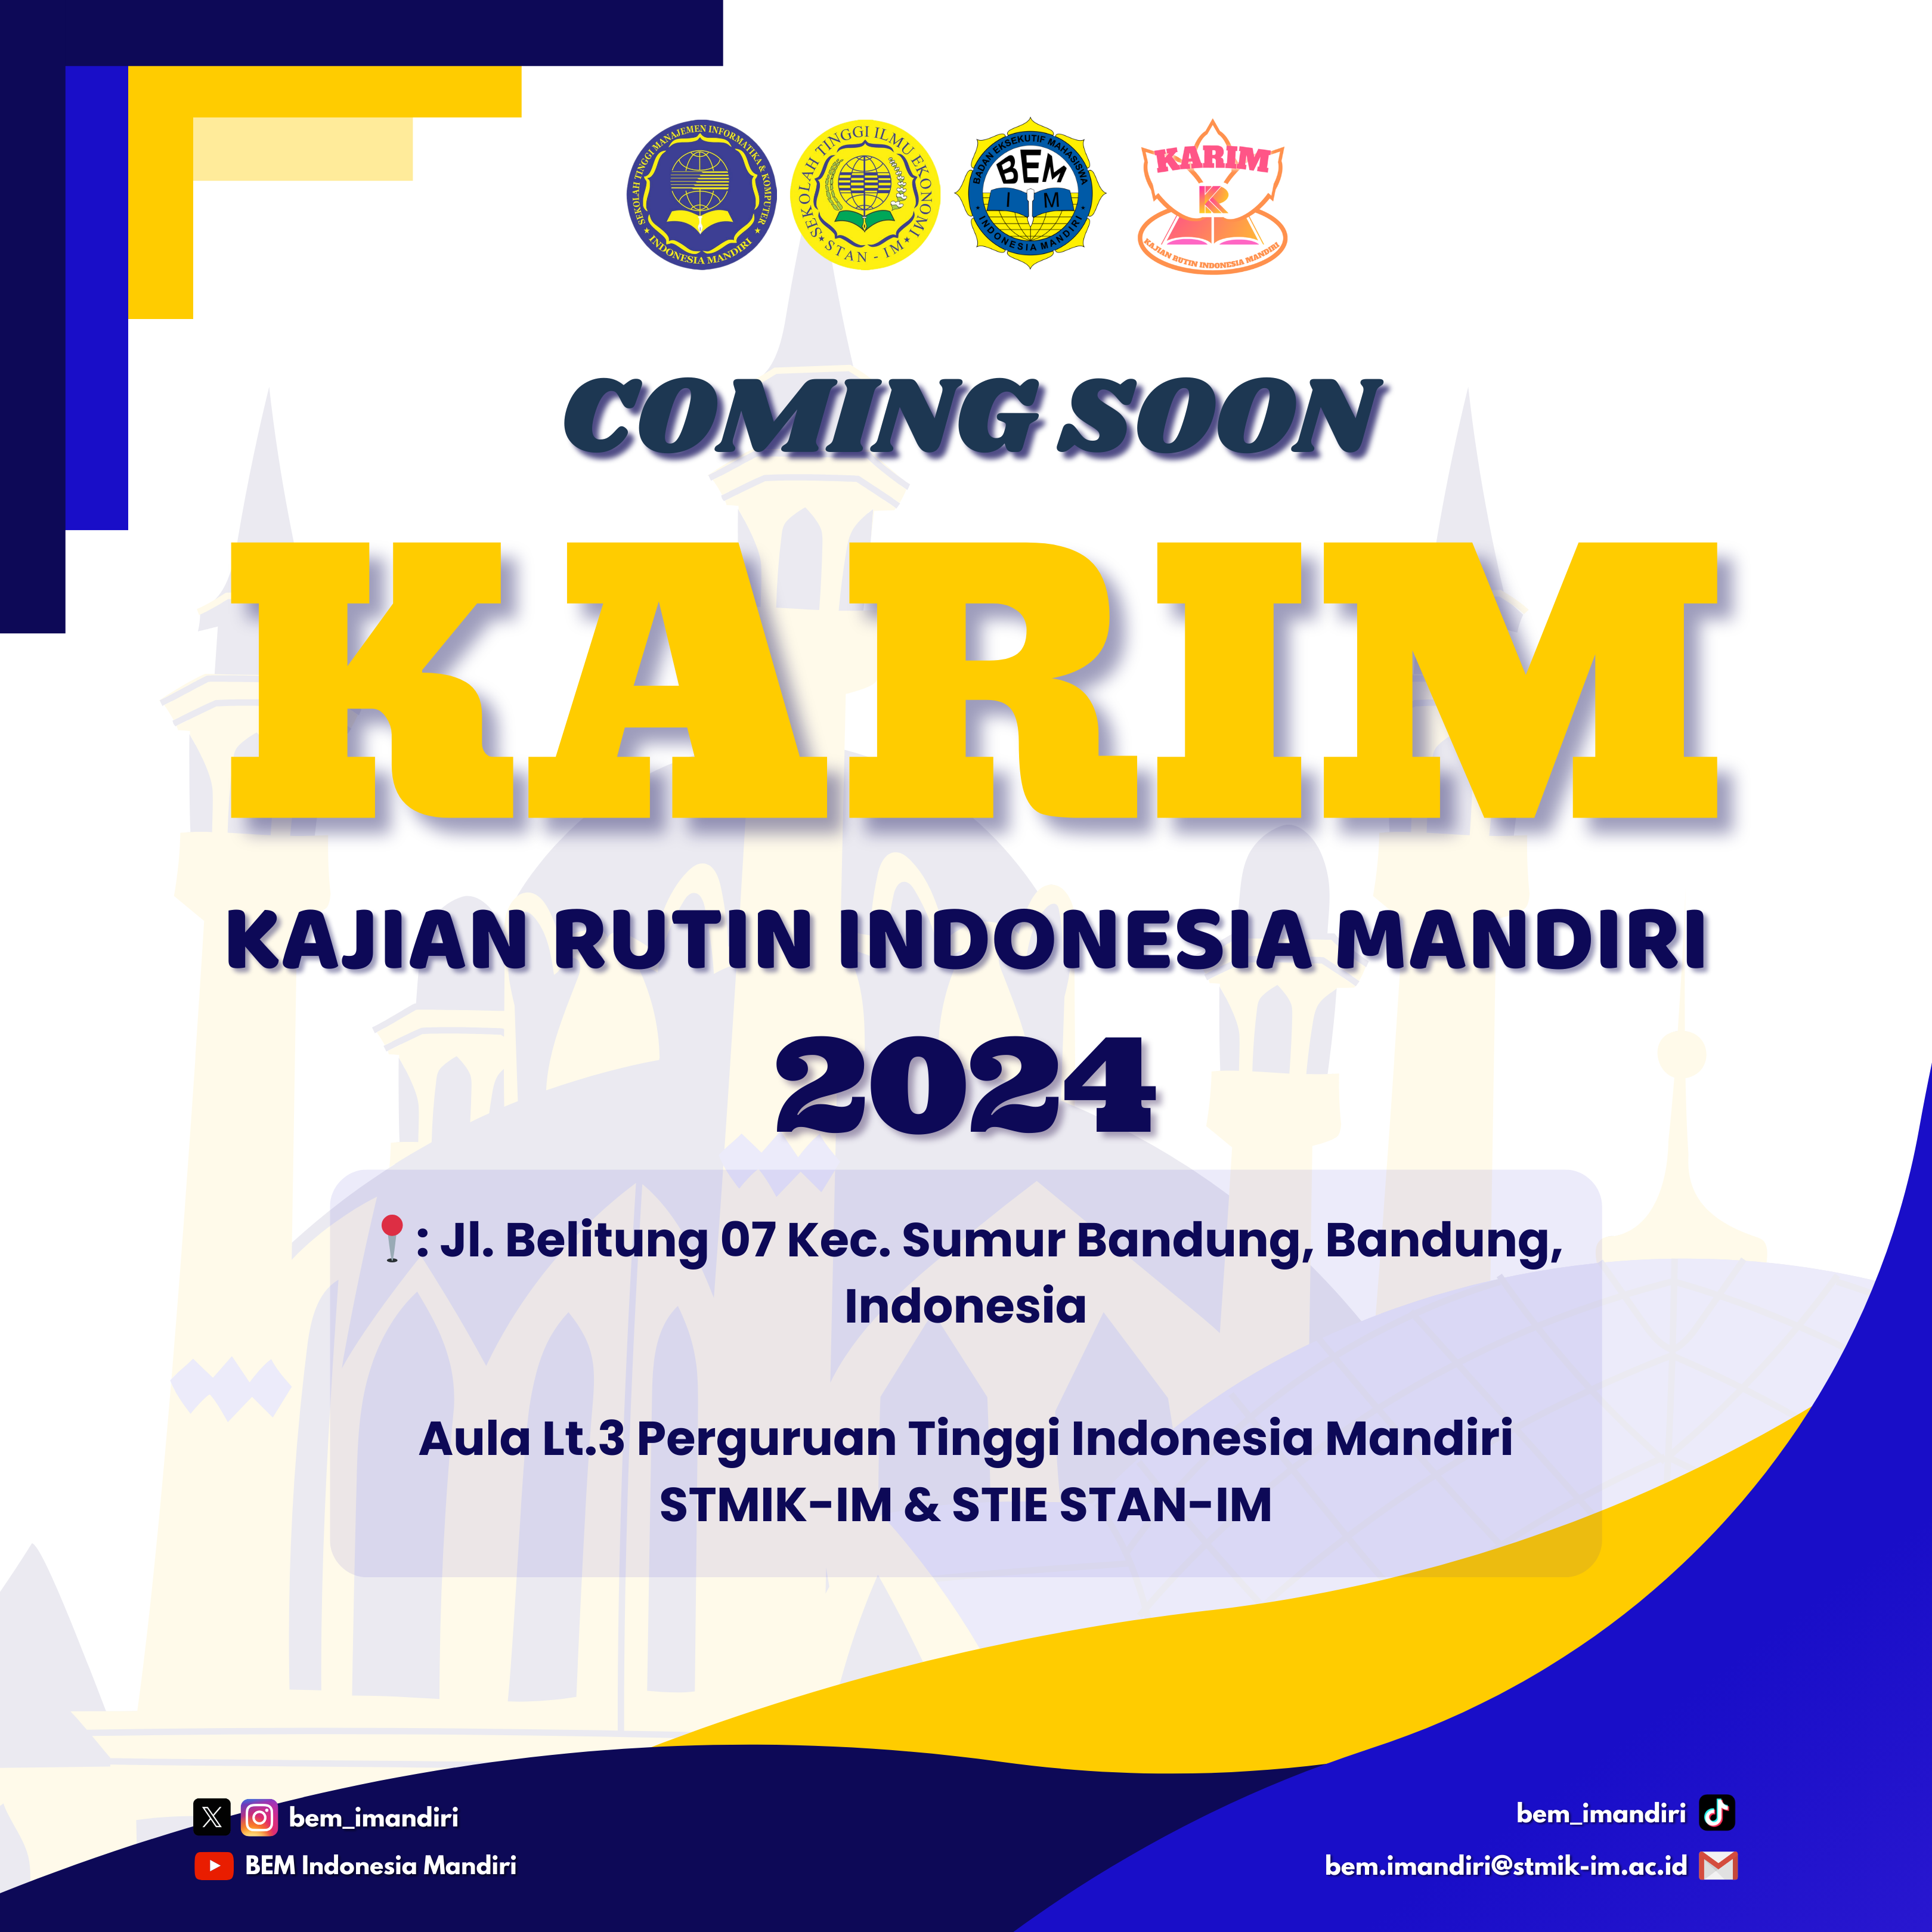 SEKOLAH TINGGI MANAJEMEN INFORMATIKA & KOMPUTER
★ INDONESIA MANDIRI ★
SEKOLAH TINGGI ILMU EKONOMI
★ STAN - IM ★
BADAN EKSEKUTIF MAHASISWA
BEM
I M
★ INDONESIA MANDIRI ★
KARIM
KR
KAJIAN RUTIN INDONESIA MANDIRI
COMING SOON
KARIM
KAJIAN RUTIN INDONESIA MANDIRI
2024
📍: Jl. Belitung 07 Kec. Sumur Bandung, Bandung,
Indonesia
Aula Lt.3 Perguruan Tinggi Indonesia Mandiri
STMIK-IM & STIE STAN-IM
bem_imandiri
BEM Indonesia Mandiri
bem_imandiri
bem.imandiri@stmik-im.ac.id